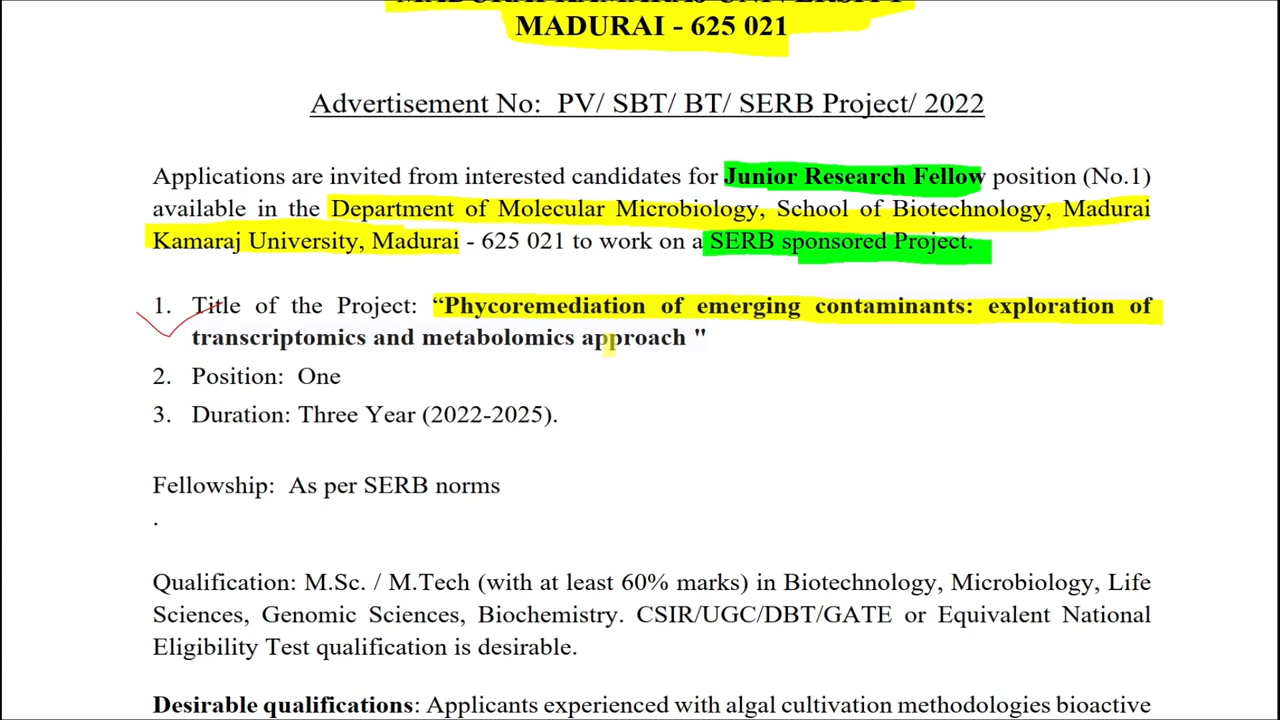 MADURAI KAMARAJ UNIVERSITY
MADURAI - 625 021
Advertisement No: PV/ SBT/ BT/ SERB Project/ 2022
Applications are invited from interested candidates for Junior Research Fellow position (No.1)
available in the Department of Molecular Microbiology, School of Biotechnology, Madurai
Kamaraj University, Madurai - 625 021 to work on a SERB sponsored Project.
1. Title of the Project: “Phycoremediation of emerging contaminants: exploration of
transcriptomics and metabolomics approach "
2. Position: One
3. Duration: Three Year (2022-2025).
Fellowship: As per SERB norms
.
Qualification: M.Sc. / M.Tech (with at least 60% marks) in Biotechnology, Microbiology, Life
Sciences, Genomic Sciences, Biochemistry. CSIR/UGC/DBT/GATE or Equivalent National
Eligibility Test qualification is desirable.
Desirable qualifications: Applicants experienced with algal cultivation methodologies bioactive